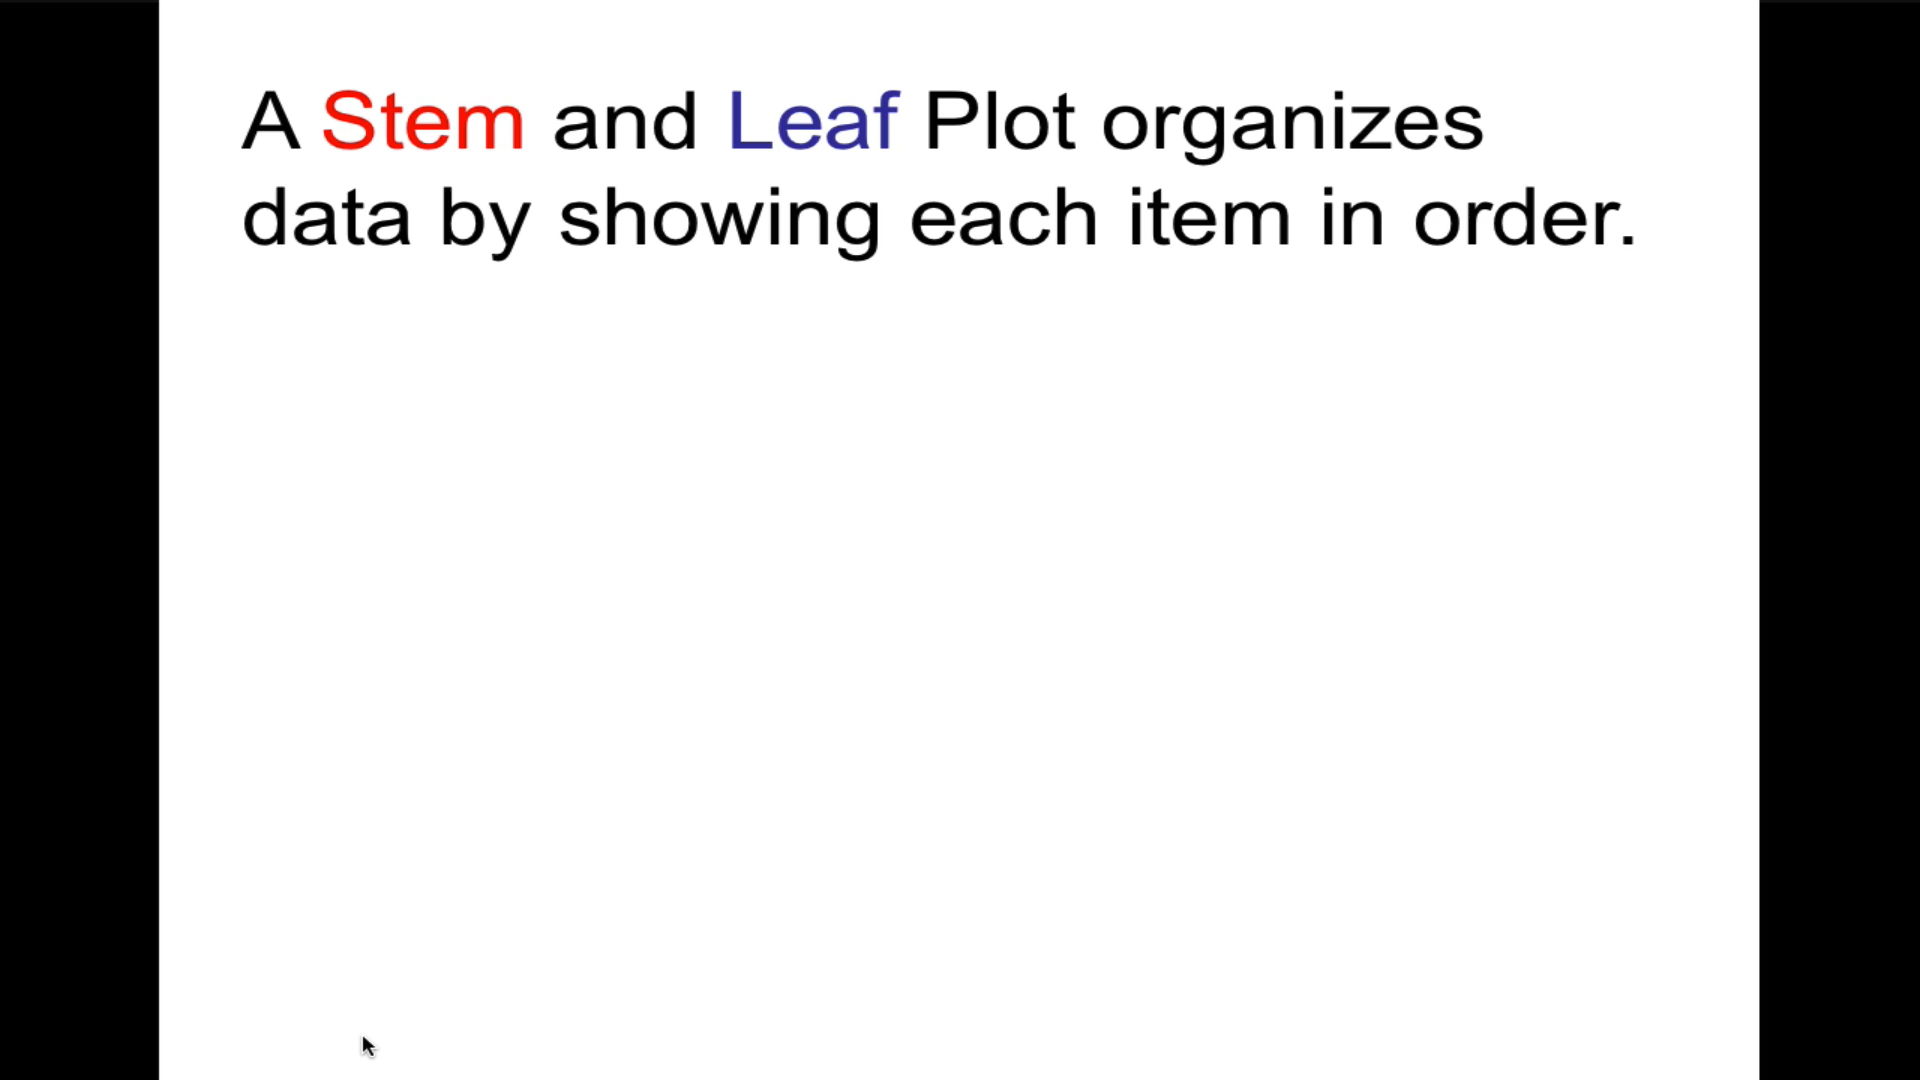 A Stem and Leaf Plot organizes
data by showing each item in order.